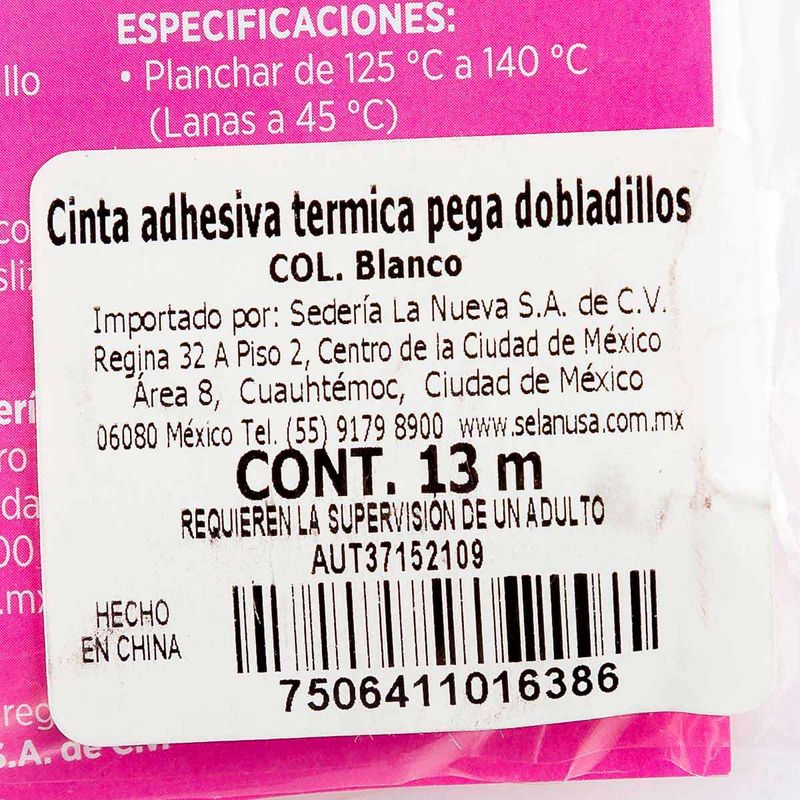 ESPECIFICACIONES:
• Planchar de 125 °C a 140 °C
(Lanas a 45 °C)
Cinta adhesiva termica pega dobladillos
COL. Blanco
Importado por: Sedería La Nueva S.A. de C.V.
Regina 32 A Piso 2, Centro de la Ciudad de México
Área 8, Cuauhtémoc, Ciudad de México
06080 México Tel. (55) 9179 8900 www.selanusa.com.mx
CONT. 13 m
REQUIEREN LA SUPERVISIÓN DE UN ADULTO
AUT37152109
HECHO
EN CHINA
7506411016386
S.A. de C.V.